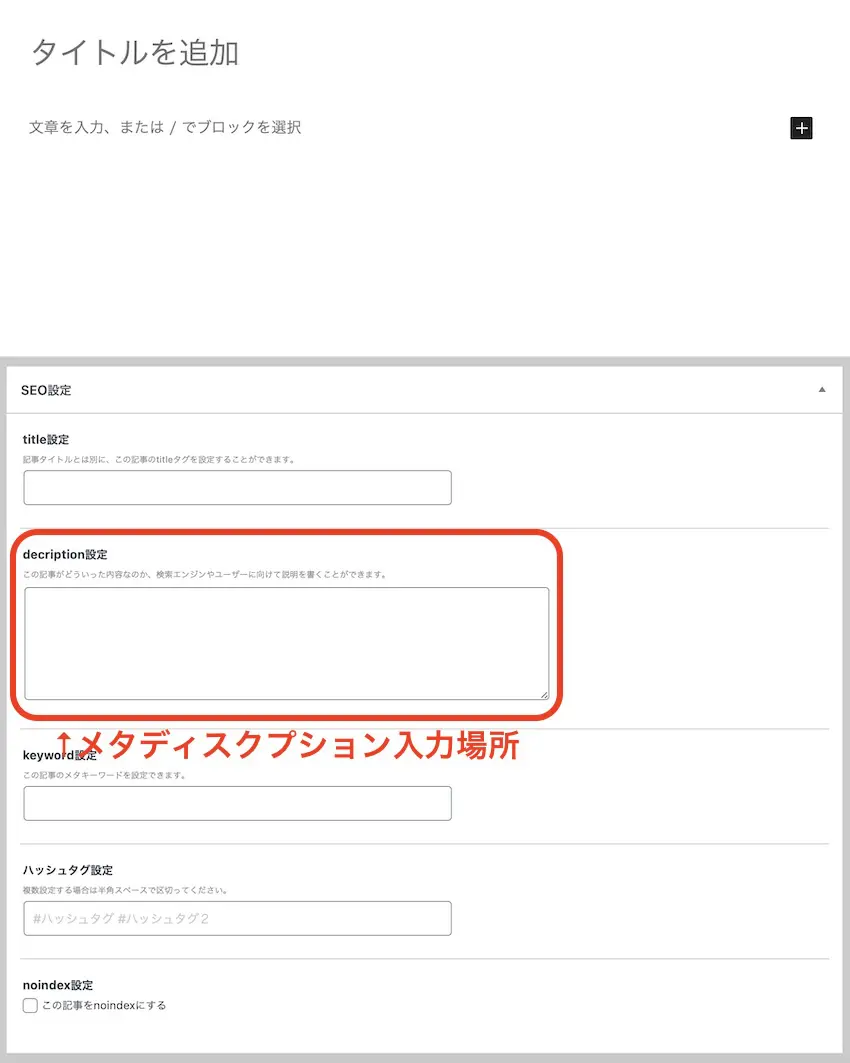 タイトルを追加
文章を入力、または / でブロックを選択
SEO設定
title設定
記事タイトルとは別に、この記事のtitleタグを設定することができます。
decription設定
この記事がどういった内容なのか、検索エンジンやユーザーに向けて説明を書くことができます。
↑メタディスクプション入力場所
keyword設定
この記事のメタキーワードを設定できます。
ハッシュタグ設定
複数設定する場合は半角スペースで区切ってください。
#ハッシュタグ #ハッシュタグ２
noindex設定
この記事をnoindexにする